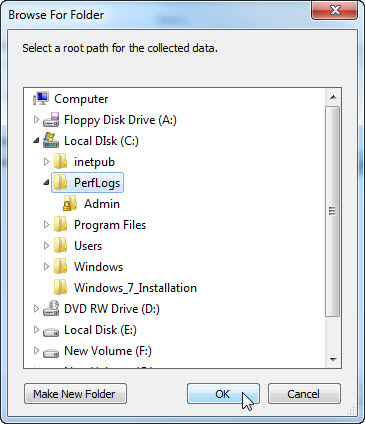 Browse For Folder
Select a root path for the collected data.
Computer
Floppy Disk Drive (A:)
Local DIsk (C:)
inetpub
PerfLogs
Admin
Program Files
Users
Windows
Windows_7_Installation
DVD RW Drive (D:)
Local Disk (E:)
New Volume (F:)
Make New Folder
OK
Cancel